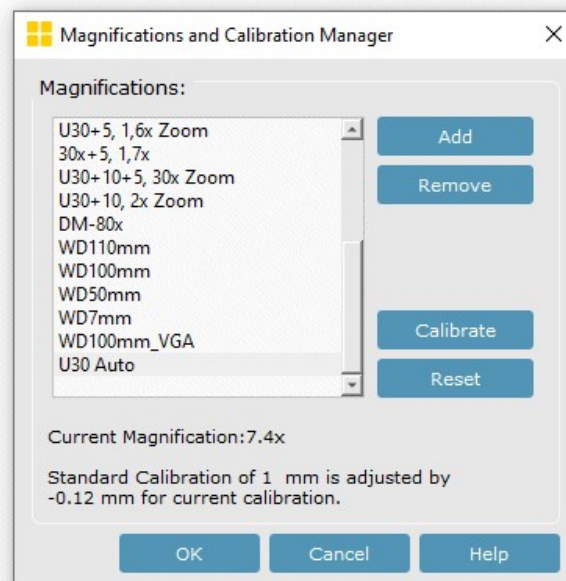 Magnifications and Calibration Manager
Magnifications:
U30+5, 1,6x Zoom
30x+5, 1,7x
U30+10+5, 30x Zoom
U30+10, 2x Zoom
DM-80x
WD110mm
WD100mm
WD50mm
WD7mm
WD100mm_VGA
U30 Auto
Add
Remove
Calibrate
Reset
Current Magnification:7.4x
Standard Calibration of 1  mm is adjusted by
-0.12 mm for current calibration.
OK
Cancel
Help